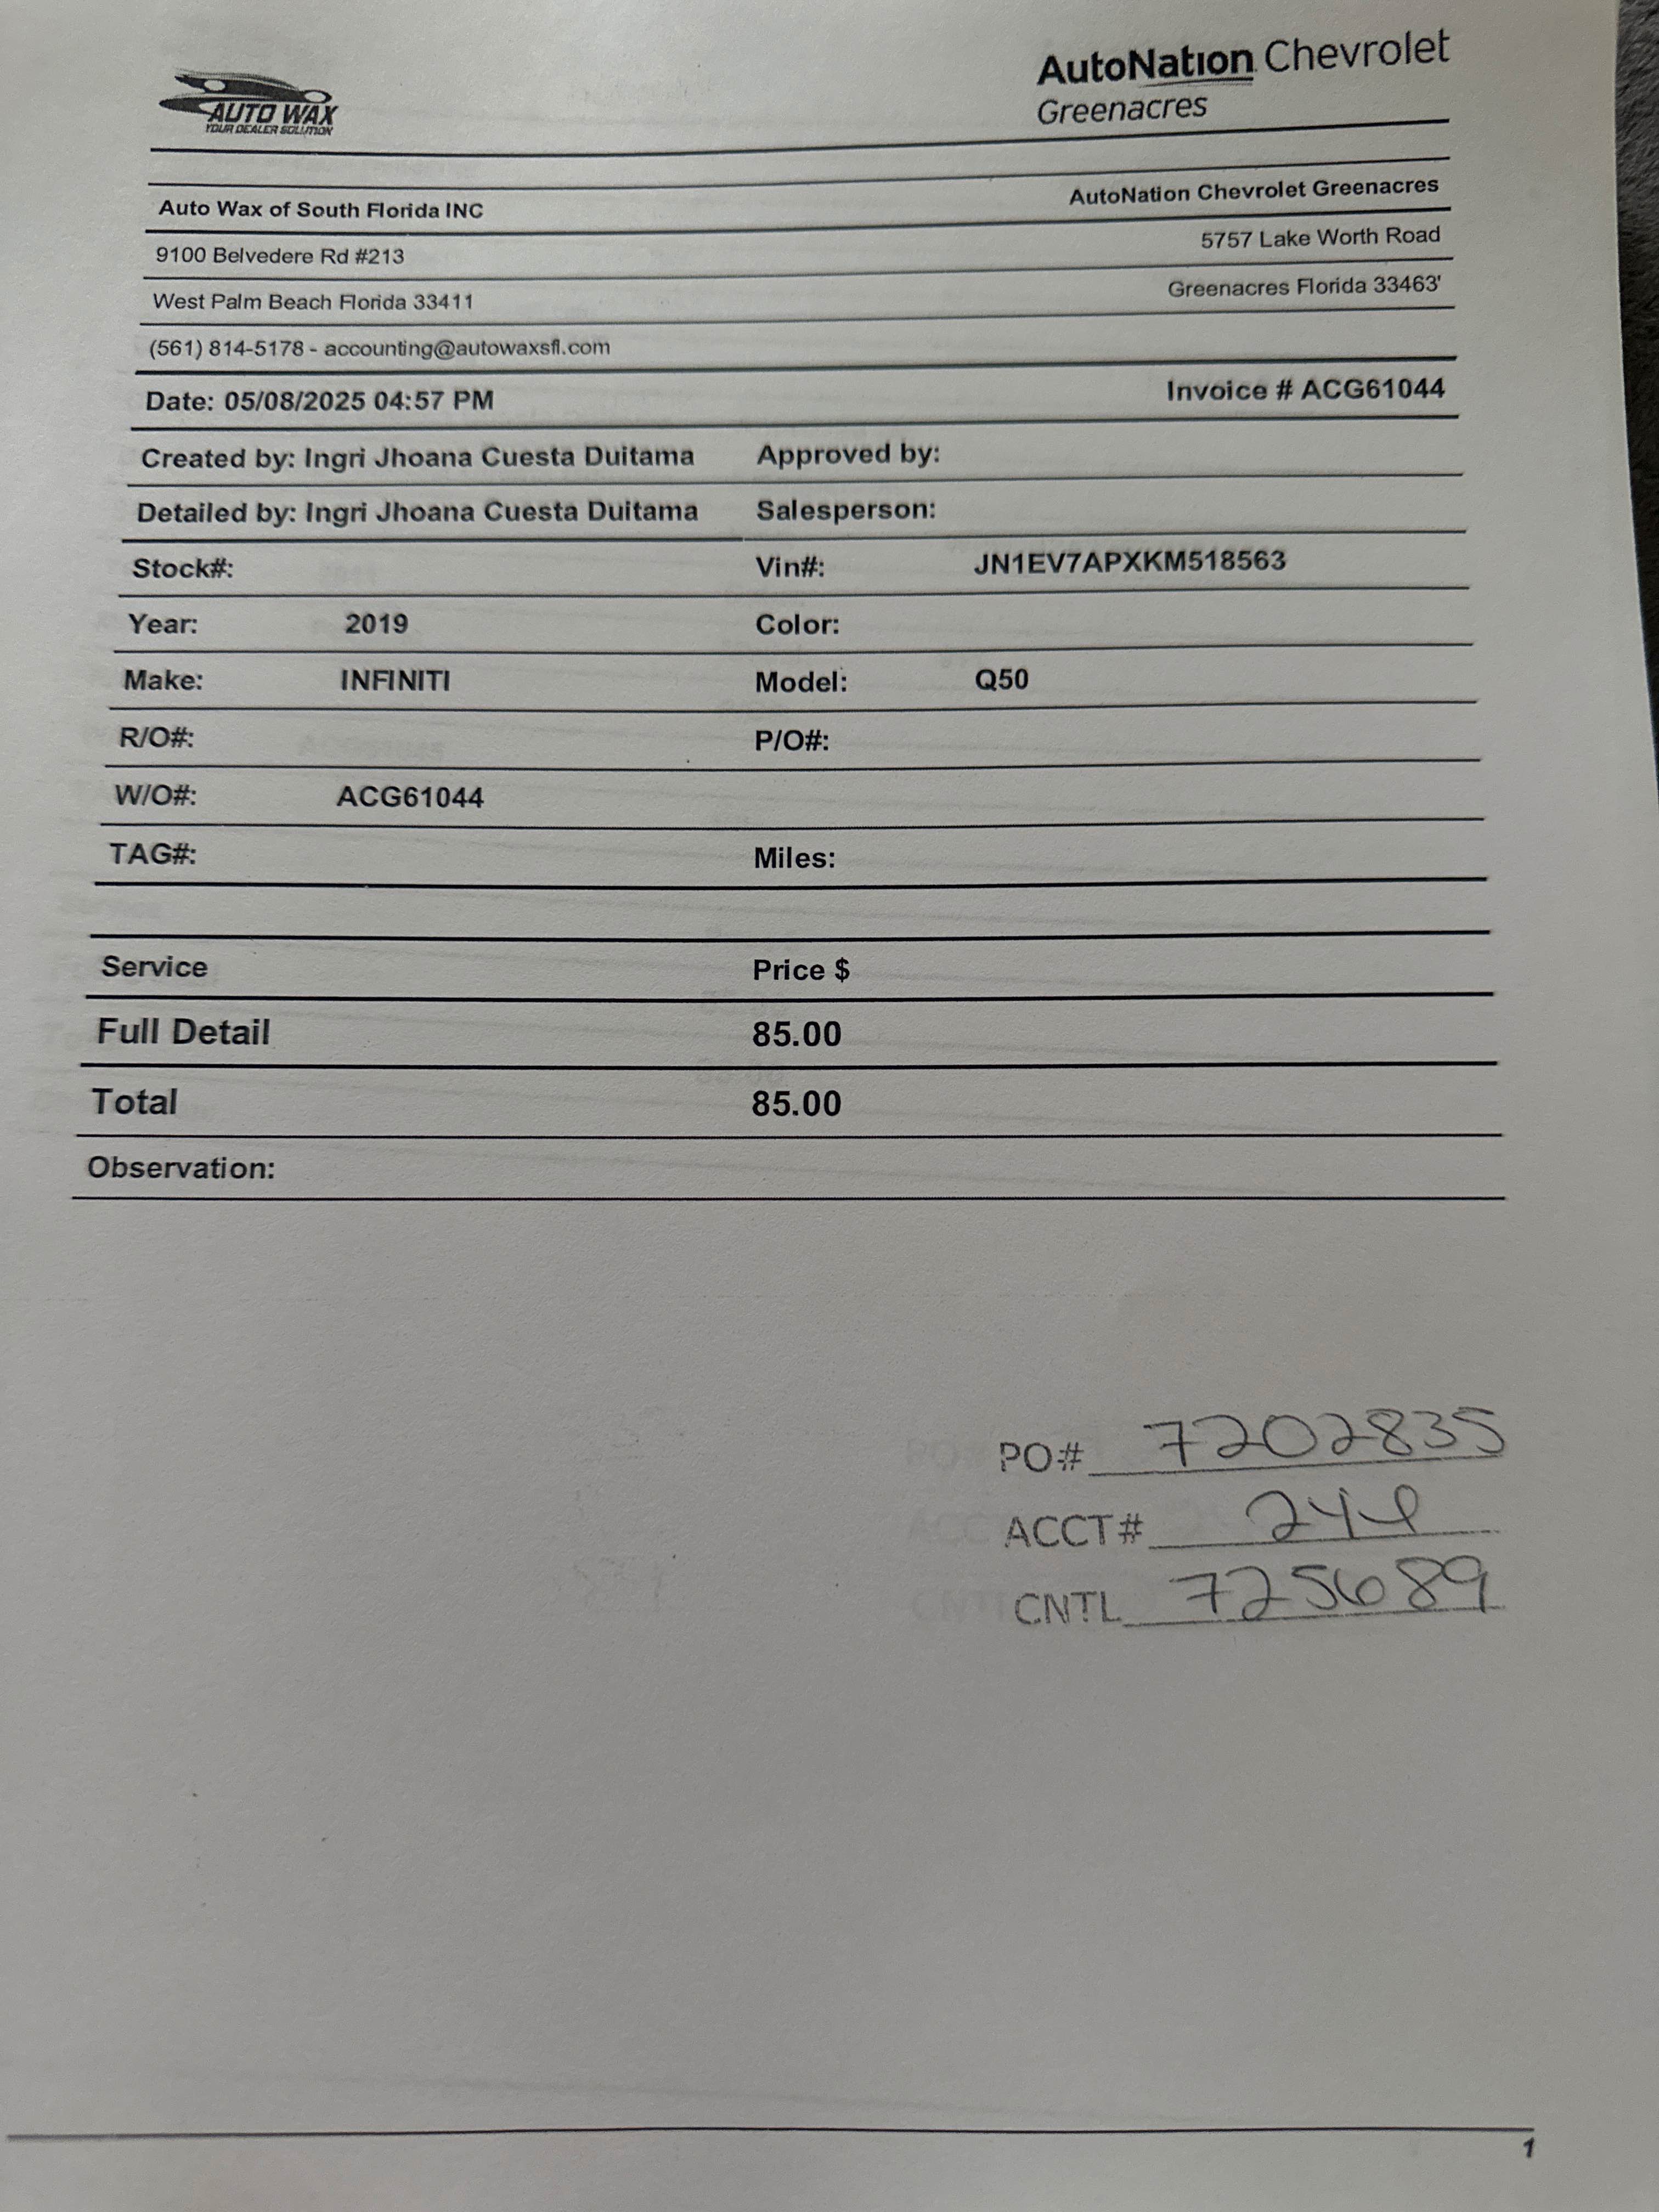 AUTO WAX
YOUR DEALER SOLUTION
AutoNation Chevrolet
Greenacres
Auto Wax of South Florida INC
AutoNation Chevrolet Greenacres
9100 Belvedere Rd #213
5757 Lake Worth Road
West Palm Beach Florida 33411
Greenacres Florida 33463'
(561) 814-5178 - accounting@autowaxsfl.com
Date: 05/08/2025 04:57 PM Invoice # ACG61044
Created by: Ingri Jhoana Cuesta Duitama Approved by:
Detailed by: Ingri Jhoana Cuesta Duitama Salesperson:
Stock#: Vin#: JN1EV7APXKM518563
Year: 2019 Color:
Make: INFINITI Model: Q50
R/O#: P/O#:
W/O#: ACG61044
TAG#: Miles:
Service Price $
Full Detail 85.00
Total 85.00
Observation:
PO# 7202835
ACCT#
CNTL 7725689
1